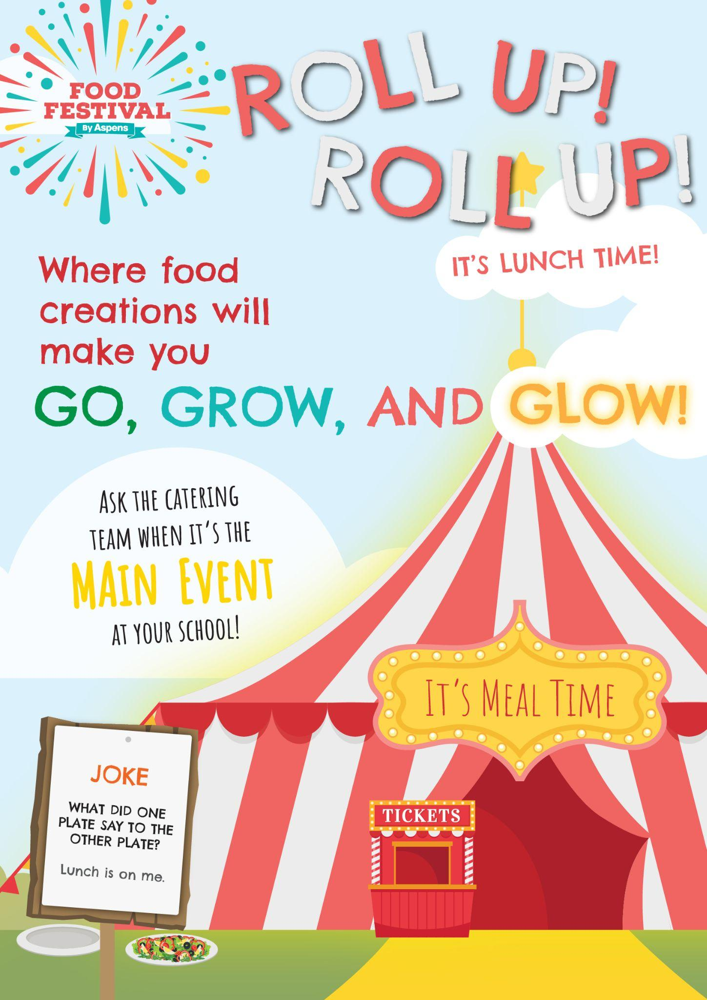 FOOD
FESTIVAL
By Aspens
ROLL UP!
ROLL UP!
IT'S LUNCH TIME!
Where food
creations will
make you
GO, GROW, AND GLOW!
ASK THE CATERING
TEAM WHEN IT'S THE
MAIN EVENT
AT YOUR SCHOOL!
IT'S MEAL TIME
TICKETS
JOKE
WHAT DID ONE
PLATE SAY TO THE
OTHER PLATE?
Lunch is on me.